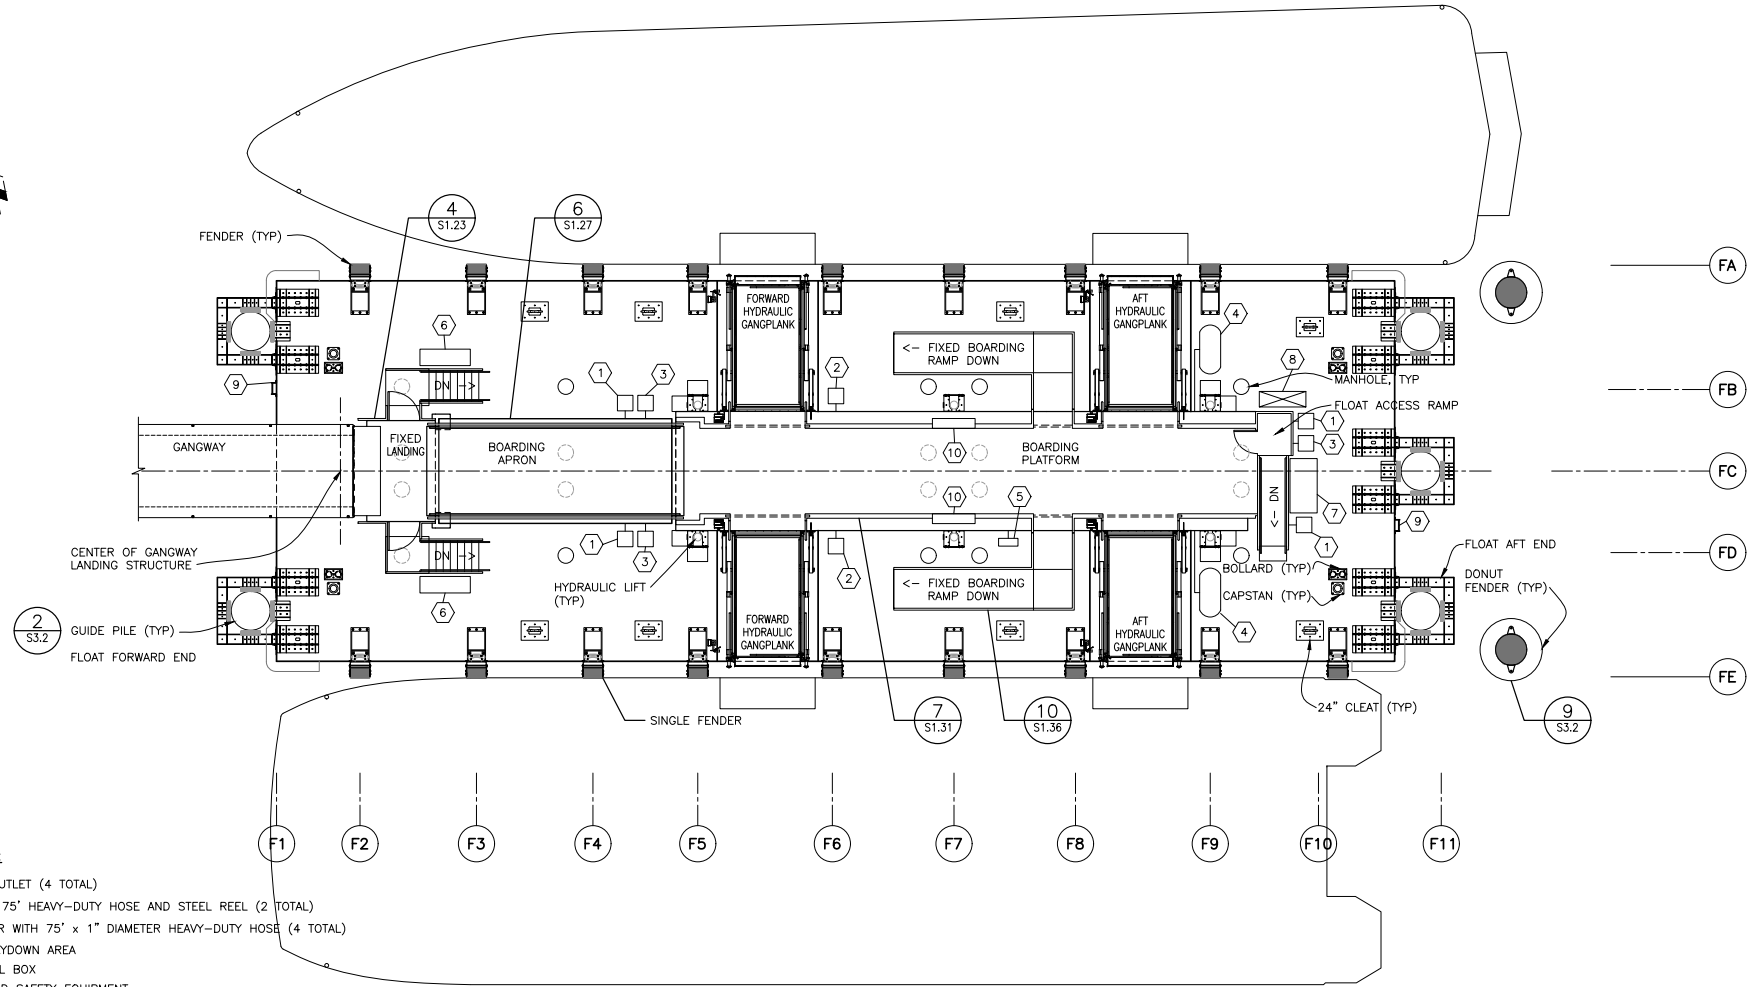 4
S1.23
6
S1.27
FENDER (TYP)
FA
FORWARD
HYDRAULIC
GANGPLANK
AFT
HYDRAULIC
GANGPLANK
4
6
<- FIXED BOARDING
RAMP DOWN
8
9
DN ->
1
3
2
MANHOLE, TYP
FB
FLOAT ACCESS RAMP
1
GANGWAY
FIXED
LANDING
BOARDING
APRON
10
BOARDING
PLATFORM
3
FC
10
5
<- DN
7
9
CENTER OF GANGWAY
LANDING STRUCTURE
DN ->
1
3
2
1
FLOAT AFT END
FD
HYDRAULIC LIFT
(TYP)
<- FIXED BOARDING
RAMP DOWN
BOLLARD (TYP)
DONUT
FENDER (TYP)
CAPSTAN (TYP)
6
2
S3.2
GUIDE PILE (TYP)
FLOAT FORWARD END
FORWARD
HYDRAULIC
GANGPLANK
AFT
HYDRAULIC
GANGPLANK
4
FE
SINGLE FENDER
7
S1.31
10
S1.36
24" CLEAT (TYP)
9
S3.2
F1
F2
F3
F4
F5
F6
F7
F8
F9
F10
F11
(4 TOTAL)
75' HEAVY-DUTY HOSE AND STEEL REEL (2 TOTAL)
WITH 75' x 1" DIAMETER HEAVY-DUTY HOSE (4 TOTAL)
AREA
BOX
SAFETY EQUIPMENT